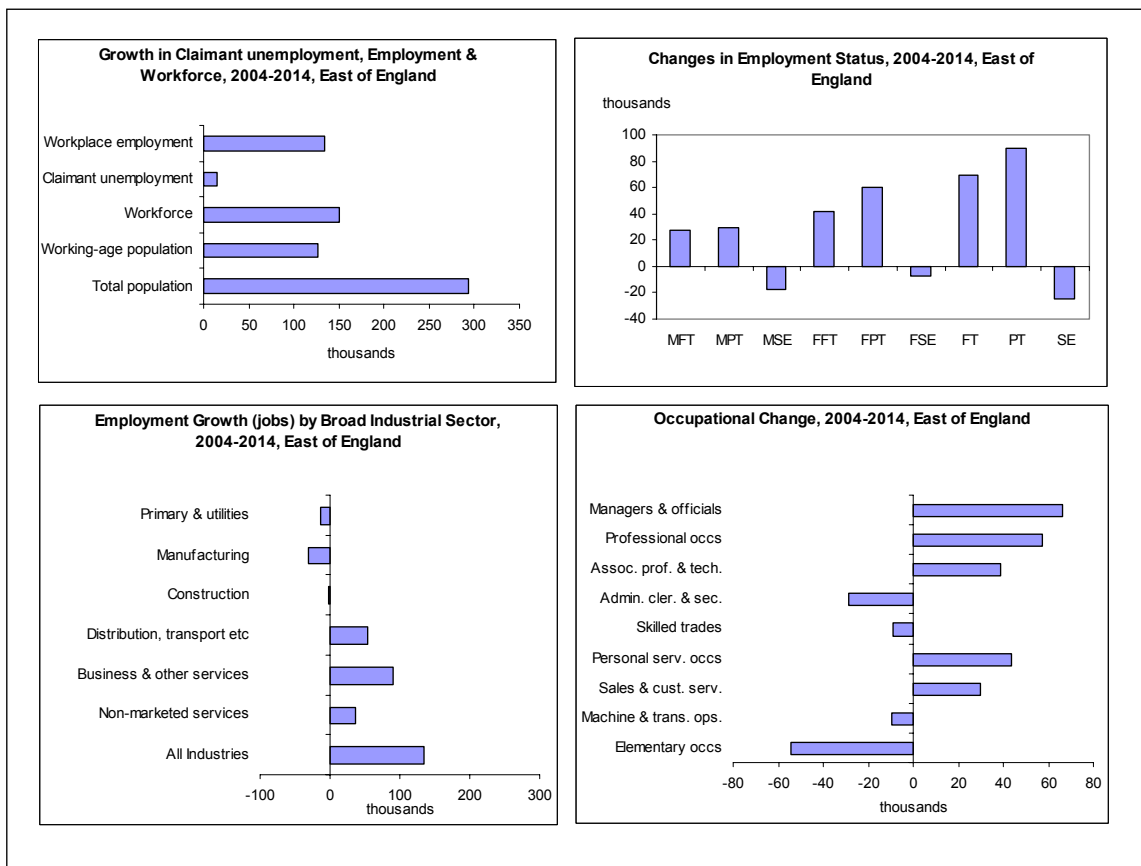 Growth in Claimant unemployment, Employment &
Workforce, 2004-2014, East of England
Workplace employment
Claimant unemployment
Workforce
Working-age population
Total population
0 50 100 150 200 250 300 350
thousands
Changes in Employment Status, 2004-2014, East of
England
thousands
100
80
60
40
20
0
-20
-40
MFT MPT MSE FFT FPT FSE FT PT SE
Employment Growth (jobs) by Broad Industrial Sector,
2004-2014, East of England
Primary & utilities
Manufacturing
Construction
Distribution, transport etc
Business & other services
Non-marketed services
All Industries
-100 0 100 200 300
thousands
Occupational Change, 2004-2014, East of England
Managers & officials
Professional occs
Assoc. prof. & tech.
Admin. cler. & sec.
Skilled trades
Personal serv. occs
Sales & cust. serv.
Machine & trans. ops.
Elementary occs
-80 -60 -40 -20 0 20 40 60 80
thousands